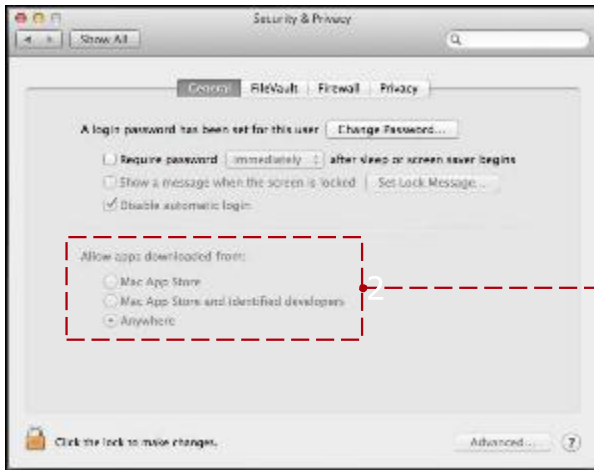 Security & Privacy
Show All
General FileVault Firewall Privacy
A login password has been set for this user Change Password...
Require password immediately after sleep or screen saver begins
Show a message when the screen is locked Set Lock Message...
Disable automatic login
Allow apps downloaded from:
Mac App Store
Mac App Store and identified developers
Anywhere
2
Click the lock to make changes.
Advanced... ?